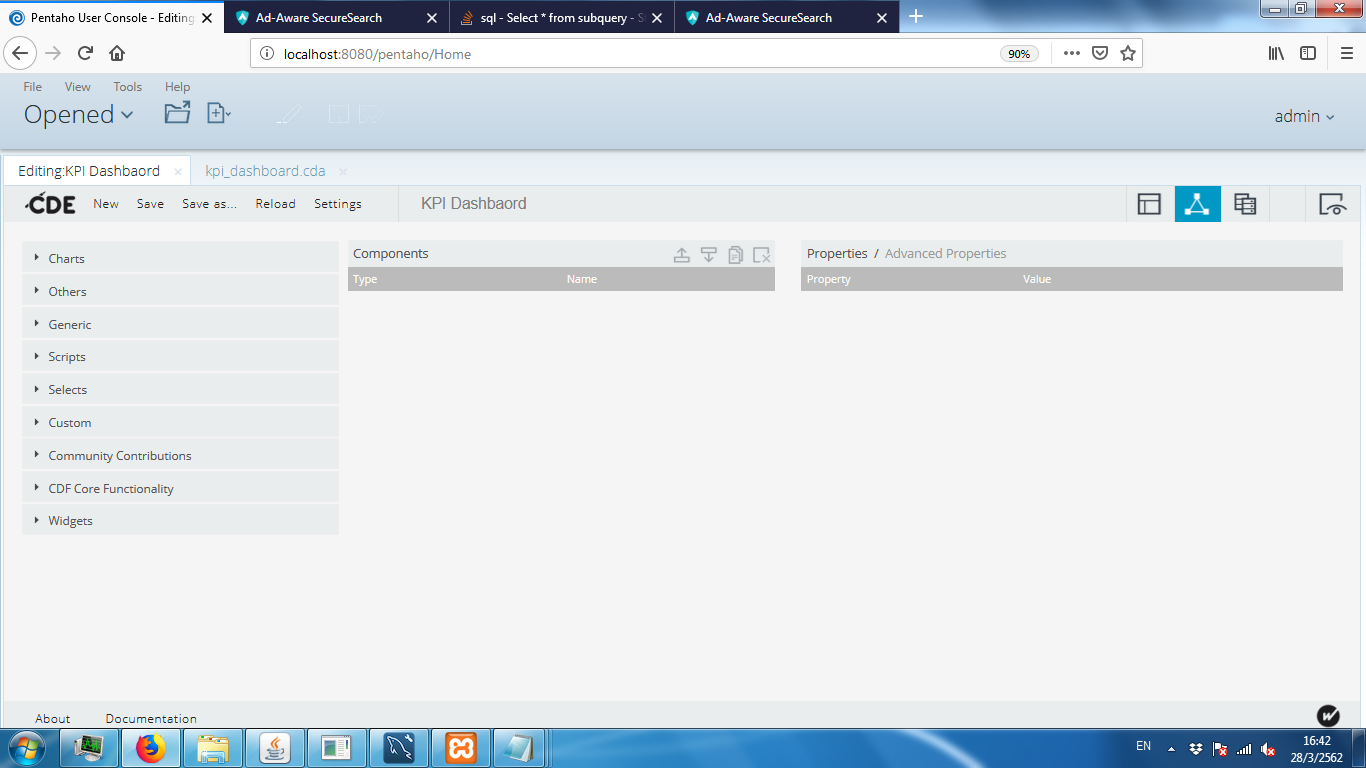 Pentaho User Console - Editing
Ad-Aware SecureSearch
sql - Select * from subquery - S
Ad-Aware SecureSearch
localhost:8080/pentaho/Home
90%
File View Tools Help
Opened
admin
Editing:KPI Dashbaord
kpi_dashboard.cda
CDE New Save Save as... Reload Settings
KPI Dashbaord
Charts
Others
Generic
Scripts
Selects
Custom
Community Contributions
CDF Core Functionality
Widgets
Components
Type Name
Properties / Advanced Properties
Property Value
About Documentation
EN
16:42
28/3/2562